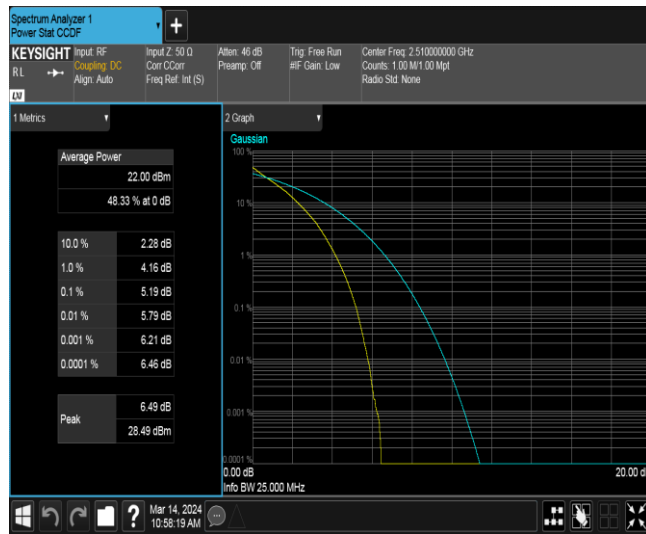 Spectrum Analyzer 1
Power Stat CCDF
+
KEYSIGHT
RL
LXI
Input: RF
Coupling: DC
Align: Auto
Input Z: 50 Ω
Corr CCorr
Freq Ref: Int (S)
Atten: 46 dB
Preamp: Off
Trig: Free Run
#IF Gain: Low
Center Freq: 2.510000000 GHz
Counts: 1.00 M/1.00 Mpt
Radio Std: None
1 Metrics
Average Power
22.00 dBm
48.33 % at 0 dB
10.0 % 2.28 dB
1.0 % 4.16 dB
0.1 % 5.19 dB
0.01 % 5.79 dB
0.001 % 6.21 dB
0.0001 % 6.46 dB
Peak
6.49 dB
28.49 dBm
2 Graph
Gaussian
100 %
10 %
1 %
0.1 %
0.01 %
0.001 %
0.0001 %
0.00 dB
20.00 d
Info BW 25.000 MHz
?
Mar 14, 2024
10:58:19 AM